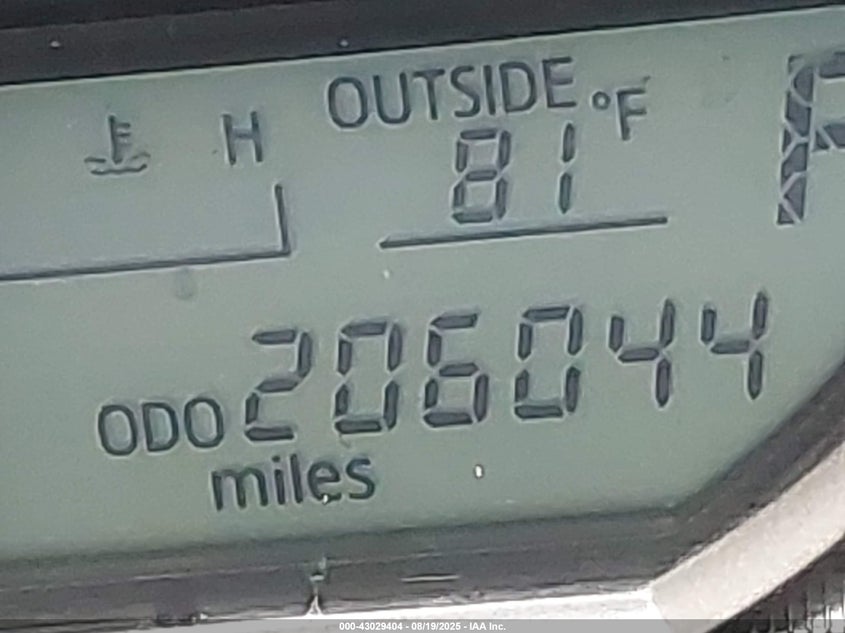 OUTSIDE
H
81 °F
P
ODO 206044
miles
000-43029404 - 08/19/2025 - IAA Inc.